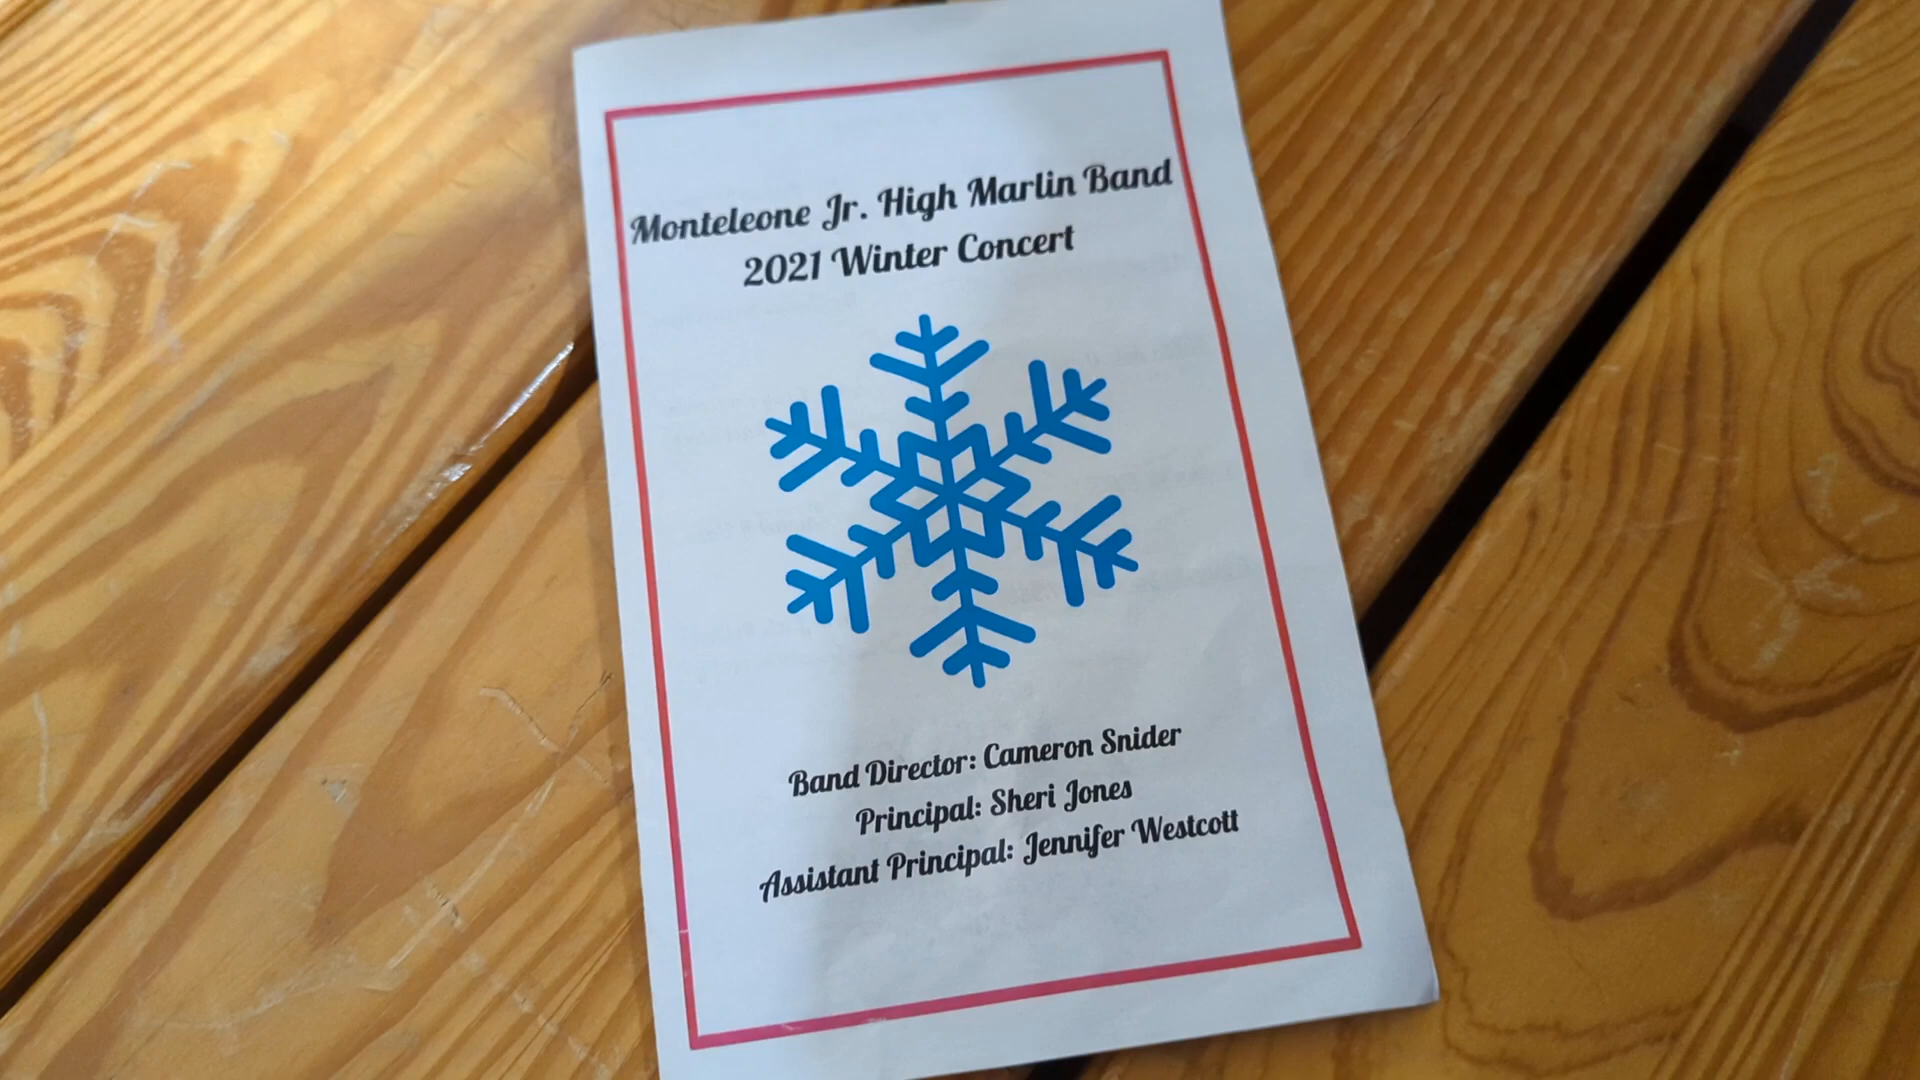 Monteleone Jr. High Marlin Band
2021 Winter Concert
Band Director: Cameron Snider
Principal: Sheri Jones
Assistant Principal: Jennifer Westcott